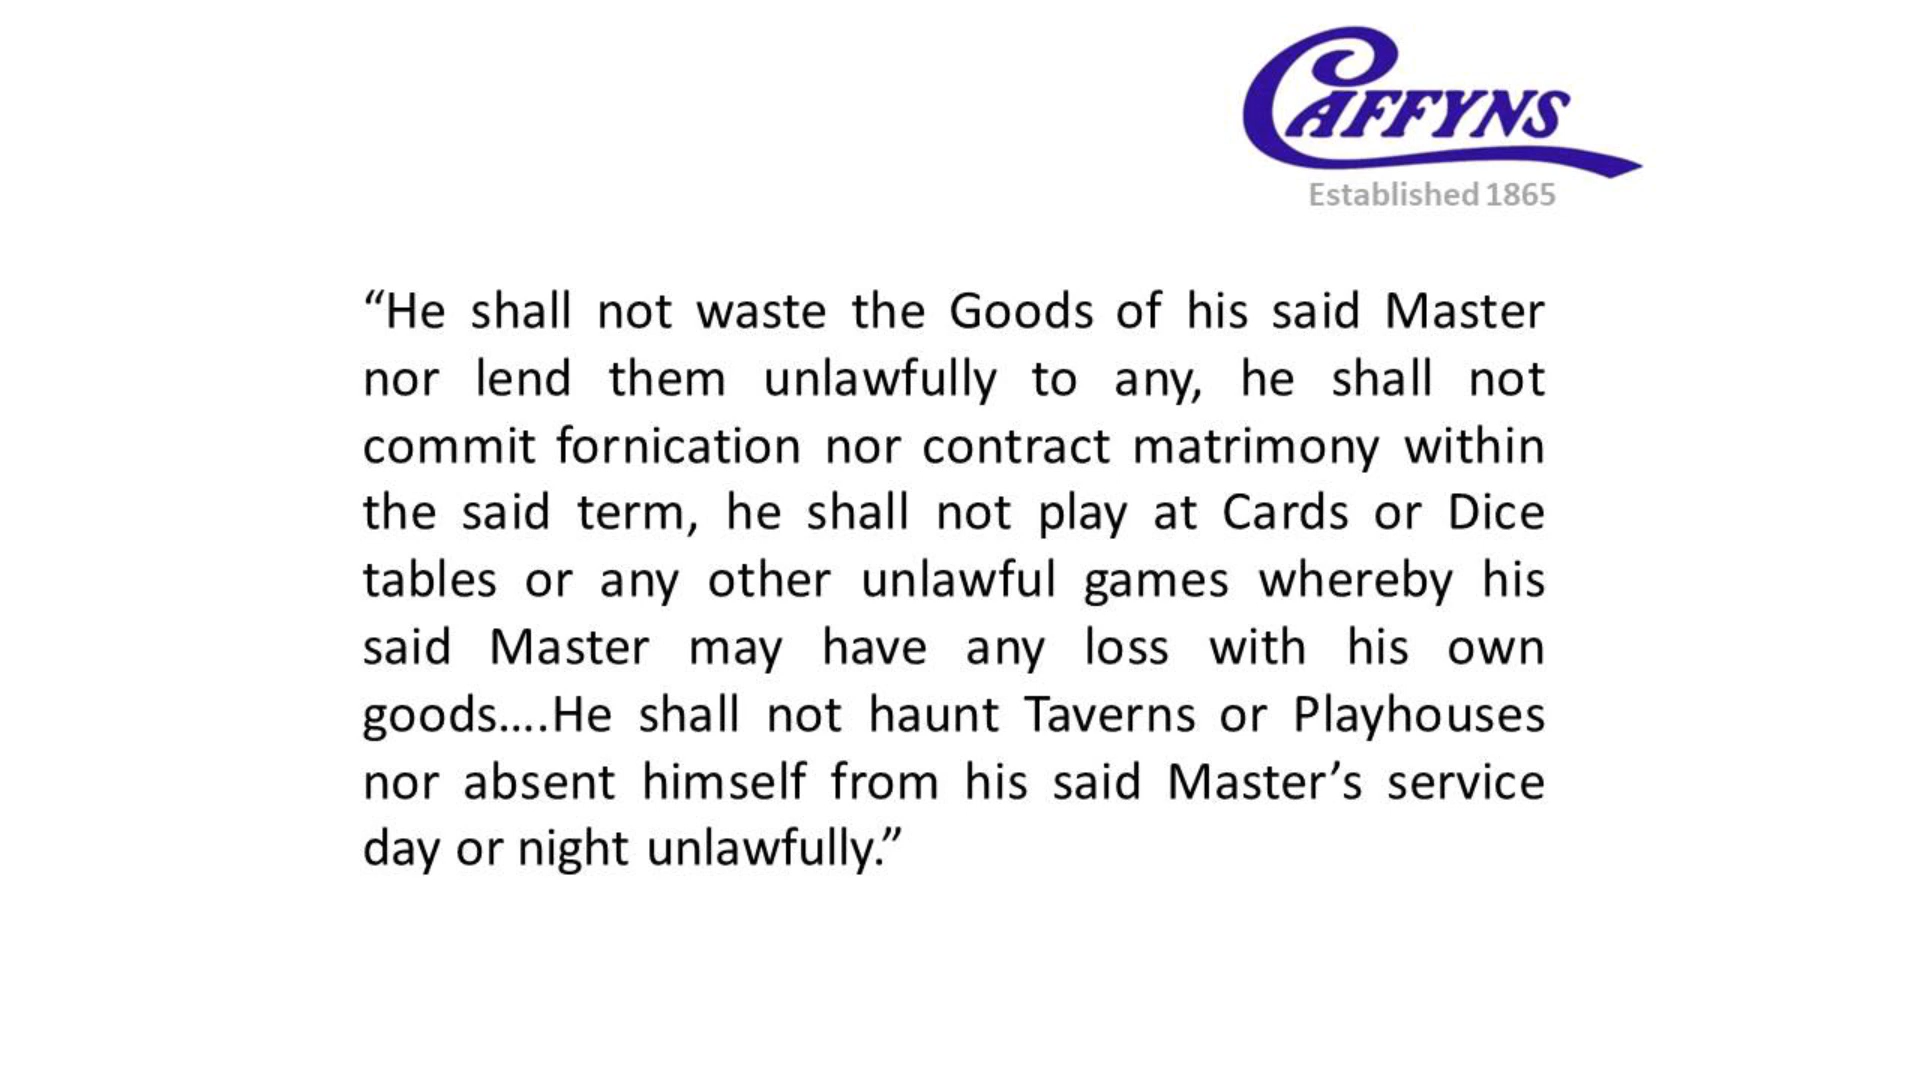 CAFFYNS
Established 1865
“He shall not waste the Goods of his said Master
nor lend them unlawfully to any, he shall not
commit fornication nor contract matrimony within
the said term, he shall not play at Cards or Dice
tables or any other unlawful games whereby his
said Master may have any loss with his own
goods….He shall not haunt Taverns or Playhouses
nor absent himself from his said Master’s service
day or night unlawfully.”